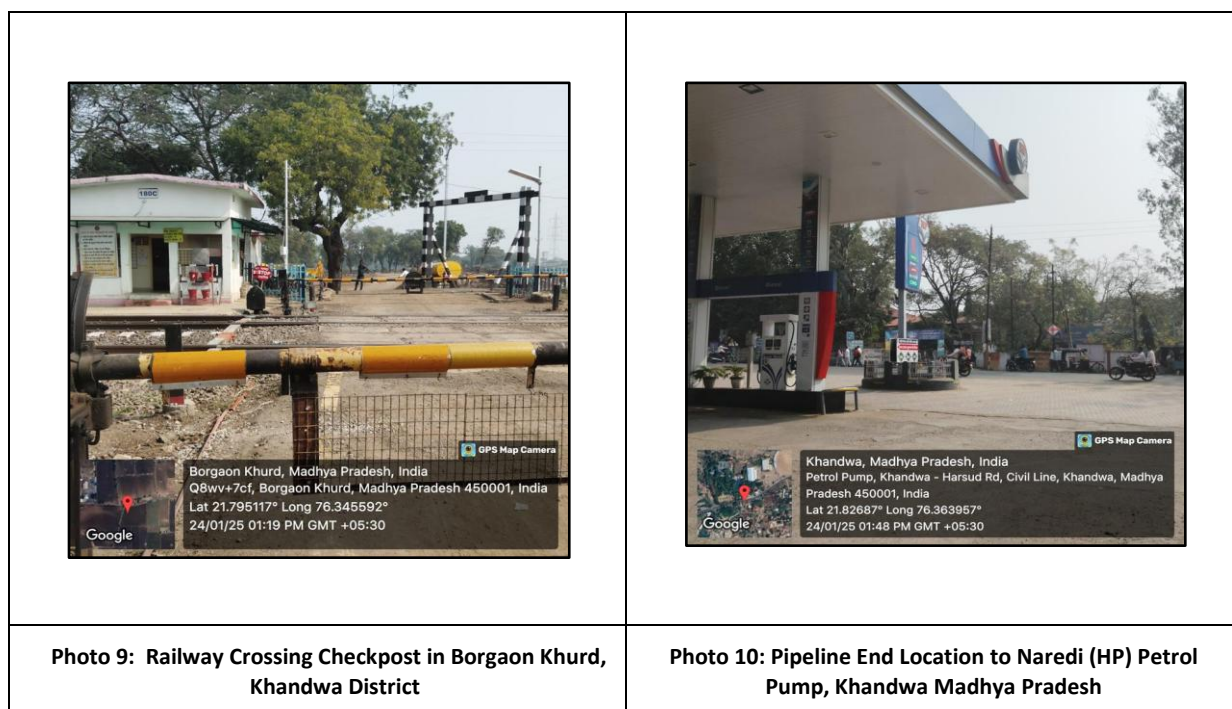 180C
STOP
GPS Map Camera
Borgaon Khurd, Madhya Pradesh, India
Q8wv+7cf, Borgaon Khurd, Madhya Pradesh 450001, India
Lat 21.795117° Long 76.345592°
24/01/25 01:19 PM GMT +05:30
Google
GPS Map Camera
Khandwa, Madhya Pradesh, India
Petrol Pump, Khandwa - Harsud Rd, Civil Line, Khandwa, Madhya
Pradesh 450001, India
Lat 21.82687° Long 76.363957°
24/01/25 01:48 PM GMT +05:30
Google
Photo 9: Railway Crossing Checkpost in Borgaon Khurd,
Khandwa District
Photo 10: Pipeline End Location to Naredi (HP) Petrol
Pump, Khandwa Madhya Pradesh